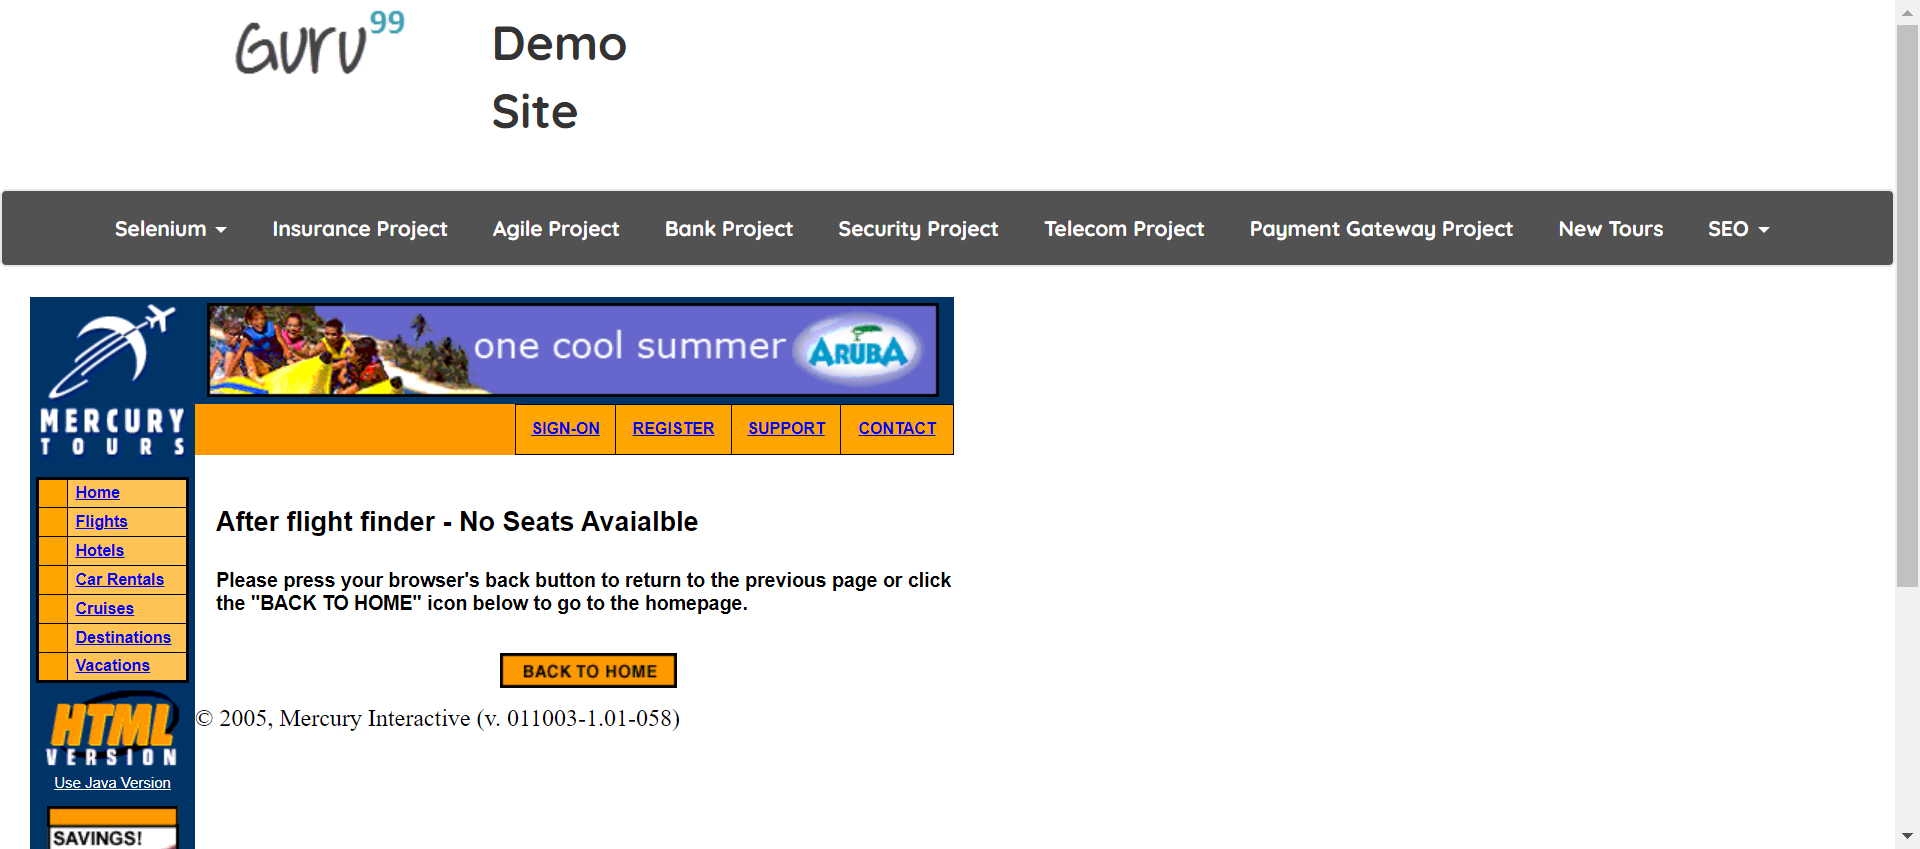 Guru99
Demo
Site
Selenium
Insurance Project
Agile Project
Bank Project
Security Project
Telecom Project
Payment Gateway Project
New Tours
SEO
one cool summer
ARUBA
MERCURY
TOURS
SIGN-ON
REGISTER
SUPPORT
CONTACT
Home
Flights
Hotels
Car Rentals
Cruises
Destinations
Vacations
After flight finder - No Seats Avaialble
Please press your browser's back button to return to the previous page or click
the "BACK TO HOME" icon below to go to the homepage.
BACK TO HOME
© 2005, Mercury Interactive (v. 011003-1.01-058)
HTML
VERSION
Use Java Version
SAVINGS!